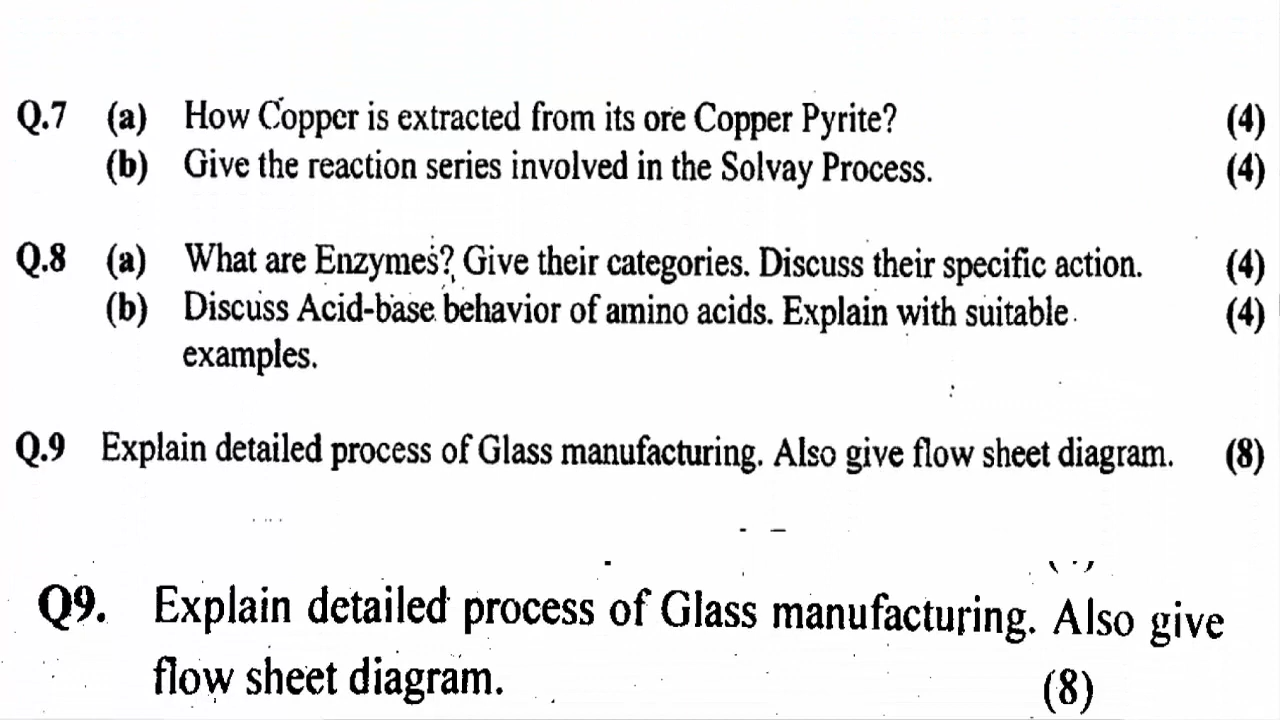 Q.7 (a) How Copper is extracted from its ore Copper Pyrite? (4)
(b) Give the reaction series involved in the Solvay Process. (4)
Q.8 (a) What are Enzymes? Give their categories. Discuss their specific action. (4)
(b) Discuss Acid-base behavior of amino acids. Explain with suitable (4)
examples.
Q.9 Explain detailed process of Glass manufacturing. Also give flow sheet diagram. (8)
Q9. Explain detailed process of Glass manufacturing. Also give
flow sheet diagram. (8)